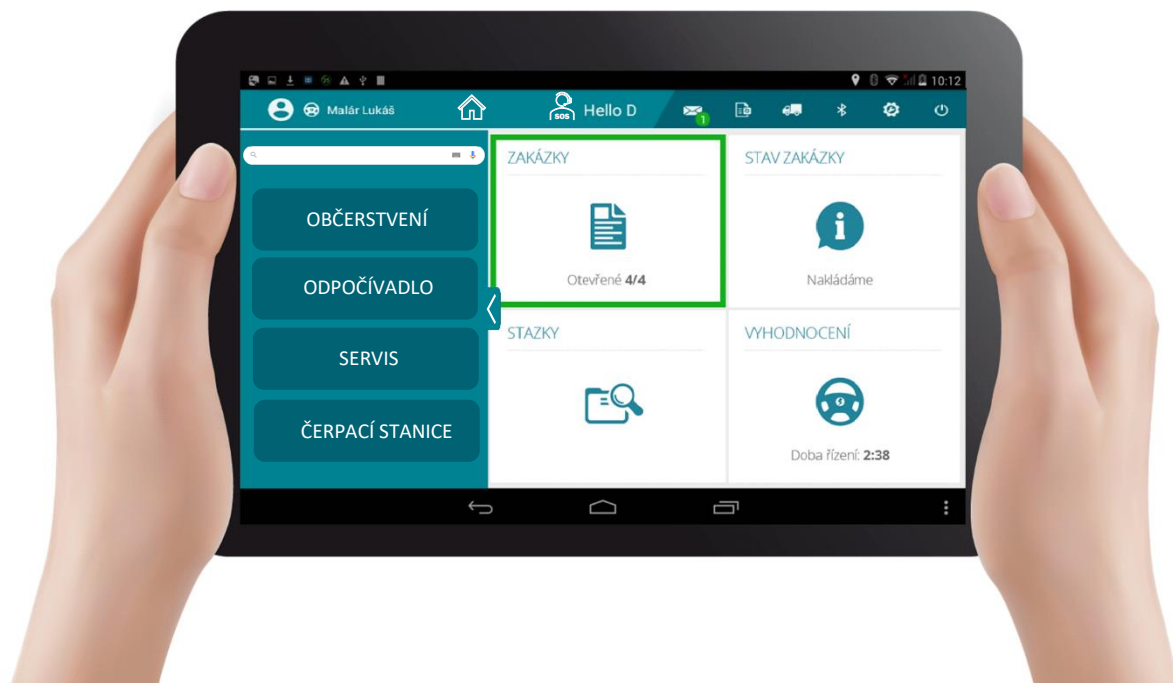 10:12
Malár Lukáš
SOS
Hello D
1
OBČERSTVENÍ
ODPOČÍVADLO
SERVIS
ČERPACÍ STANICE
ZAKÁZKY
Otevřené 4/4
STAV ZAKÁZKY
Nakládáme
STAZKY
VYHODNOCENÍ
Doba řízení: 2:38